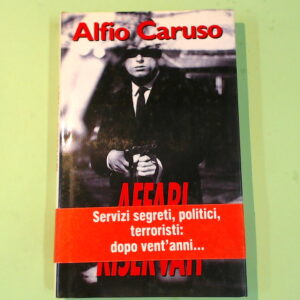 Alfio Caruso
AFFARI
Servizi segreti, politici,
terroristi:
dopo vent'anni...
RISERVATI